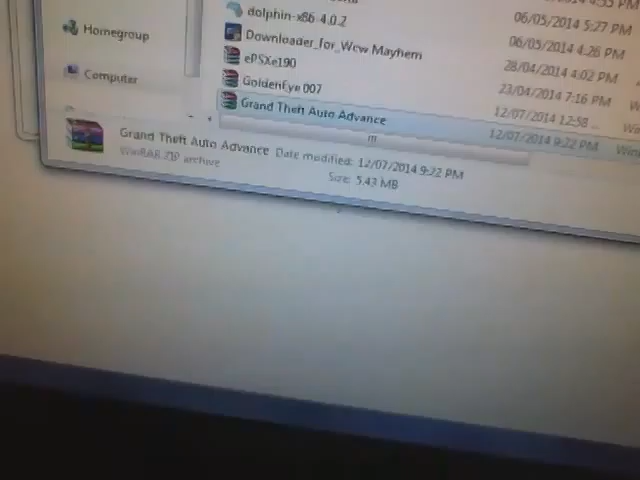 dolphin-x86-4.0.2
06/05/2014 5:27 PM
Downloader_for_Wcw Mayhem
06/05/2014 4:26 PM
ePSXe190
28/04/2014 4:02 PM
GoldenEye 007
23/04/2014 7:16 PM
Grand Theft Auto Advance
12/07/2014 12:58 ...
12/07/2014 9:22 PM
Homegroup
Computer
Grand Theft Auto Advance Date modified: 12/07/2014 9:22 PM
WinRAR ZIP archive
Size: 5.43 MB